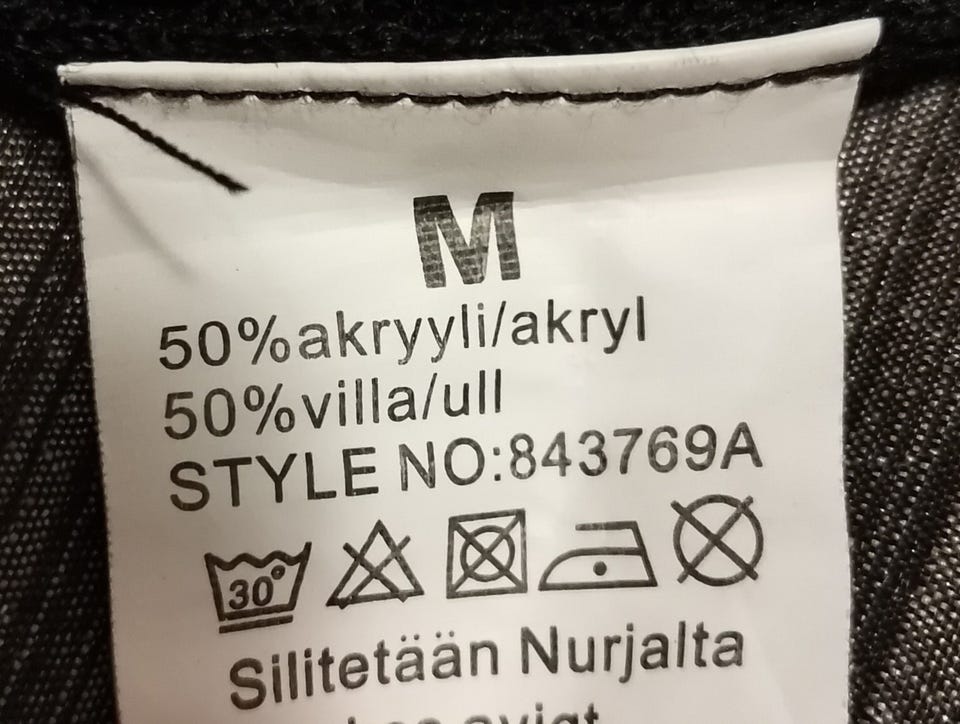 M
50%akryyli/akryl
50%villa/ull
STYLE NO:843769A
30°
Silitetään Nurjalta